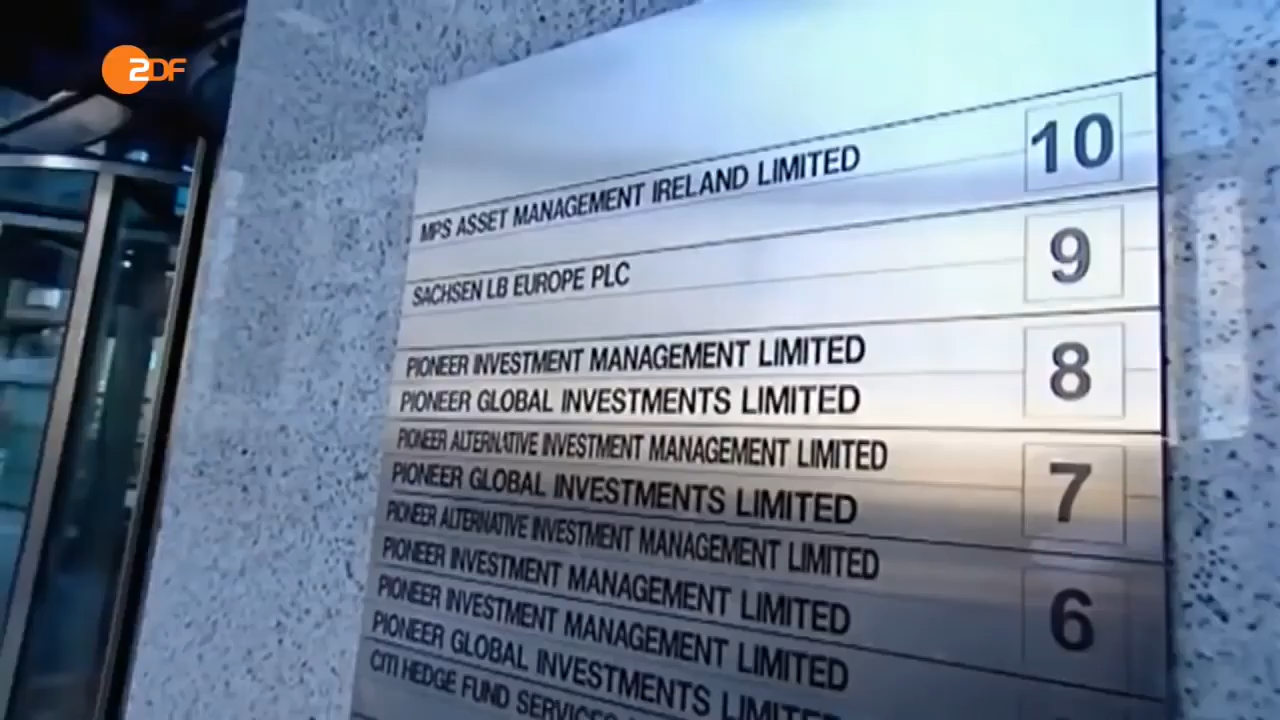 ZDF
MPS ASSET MANAGEMENT IRELAND LIMITED 10
SACHSEN LB EUROPE PLC 9
PIONEER INVESTMENT MANAGEMENT LIMITED 8
PIONEER GLOBAL INVESTMENTS LIMITED
PIONEER ALTERNATIVE INVESTMENT MANAGEMENT LIMITED 7
PIONEER GLOBAL INVESTMENTS LIMITED
PIONEER ALTERNATIVE INVESTMENT MANAGEMENT LIMITED 6
PIONEER INVESTMENT MANAGEMENT LIMITED
PIONEER INVESTMENT MANAGEMENT LIMITED
PIONEER GLOBAL INVESTMENTS LIMITED
CITI HEDGE FUND SERVICES